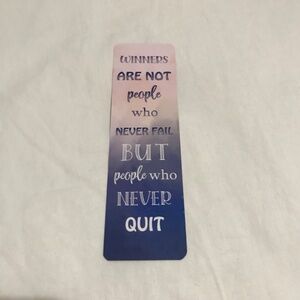 WINNERS
ARE NOT
people
who
NEVER FAIL
BUT
people who
NEVER
QUIT